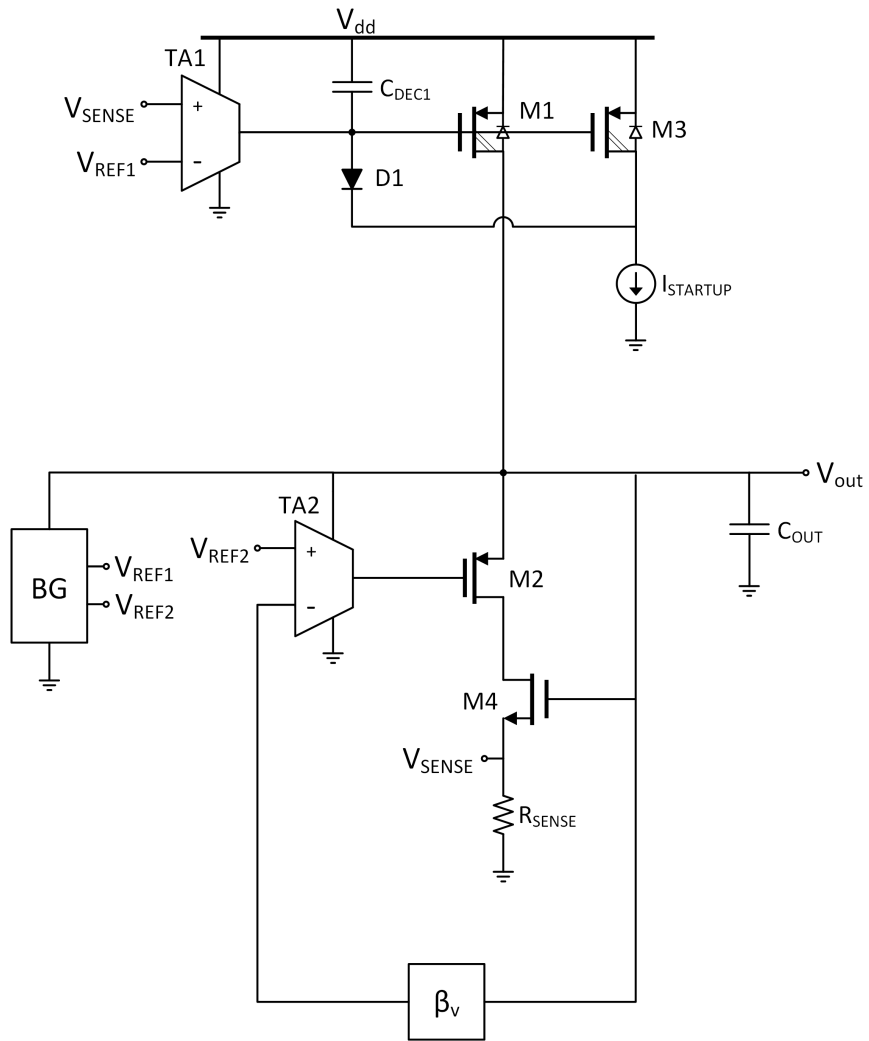 Vdd
TA1
VSENSE
+
CDEC1
M1
M3
VREF1
-
D1
ISTARTUP
Vout
TA2
VREF2
+
COUT
BG
VREF1
VREF2
M2
-
M4
VSENSE
RSENSE
βv